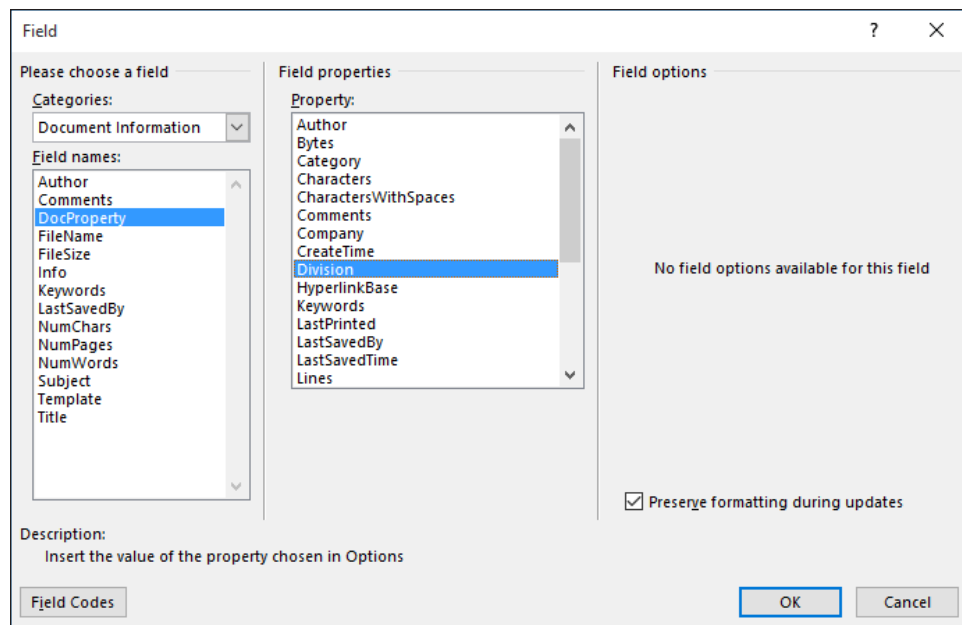 Field
?
Please choose a field
Categories:
Document Information
Field names:
Author
Comments
DocProperty
FileName
FileSize
Info
Keywords
LastSavedBy
NumChars
NumPages
NumWords
Subject
Template
Title
Field properties
Property:
Author
Bytes
Category
Characters
CharactersWithSpaces
Comments
Company
CreateTime
Division
HyperlinkBase
Keywords
LastPrinted
LastSavedBy
LastSavedTime
Lines
Field options
No field options available for this field
Preserve formatting during updates
Description:
Insert the value of the property chosen in Options
Field Codes
OK
Cancel